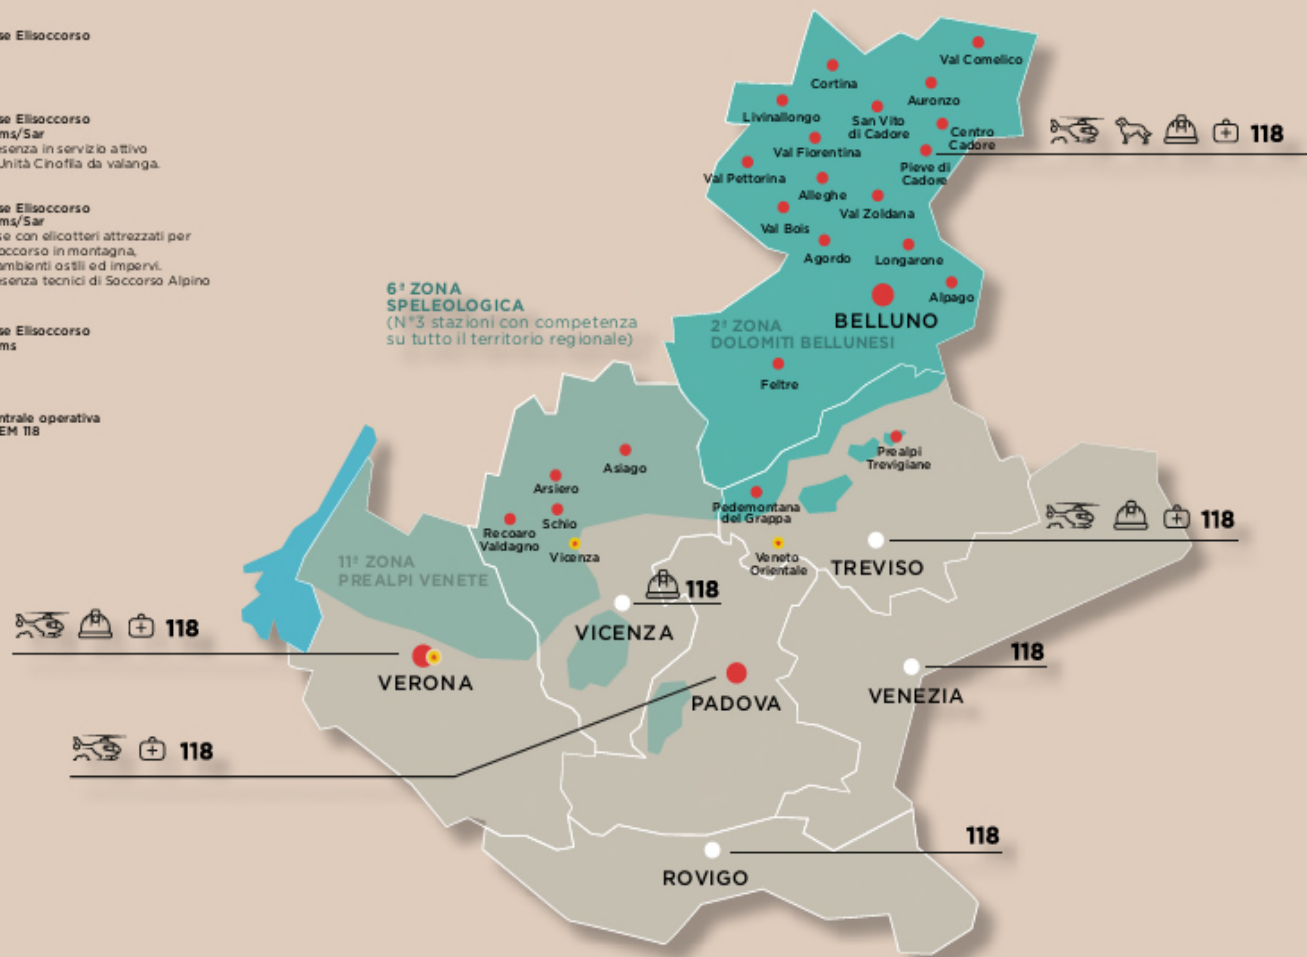 se Elisoccorso
se Elisoccorso
ms/Sar
esenza in servizio attivo
Unità Cinofila da valanga.
se Elisoccorso
ms/Sar
se con elicotteri attrezzati per
occorso in montagna,
ambienti ostili ed impervi.
esenza tecnici di Soccorso Alpino
se Elisoccorso
ms
ntrale operativa
EM 118
6ª ZONA
SPELEOLOGICA
(N°3 stazioni con competenza
su tutto il territorio regionale)
Val Comelico
Cortina
Auronzo
Livinallongo
San Vito
di Cadore
Centro
Cadore
118
Val Fiorentina
Pieve di
Cadore
Val Pettorina
Alleghe
Val Zoldana
Val Bois
Agordo
Longarone
Alpago
BELLUNO
2ª ZONA
DOLOMITI BELLUNESI
Feltre
Prealpi
Trevigiane
Asiago
Arsiero
Pedemontana
del Grappa
Schio
Recoaro
Valdagno
Vicenza
Veneto
Orientale
118
TREVISO
11ª ZONA
PREALPI VENETE
118
VICENZA
118
VERONA
118
VENEZIA
PADOVA
118
118
ROVIGO